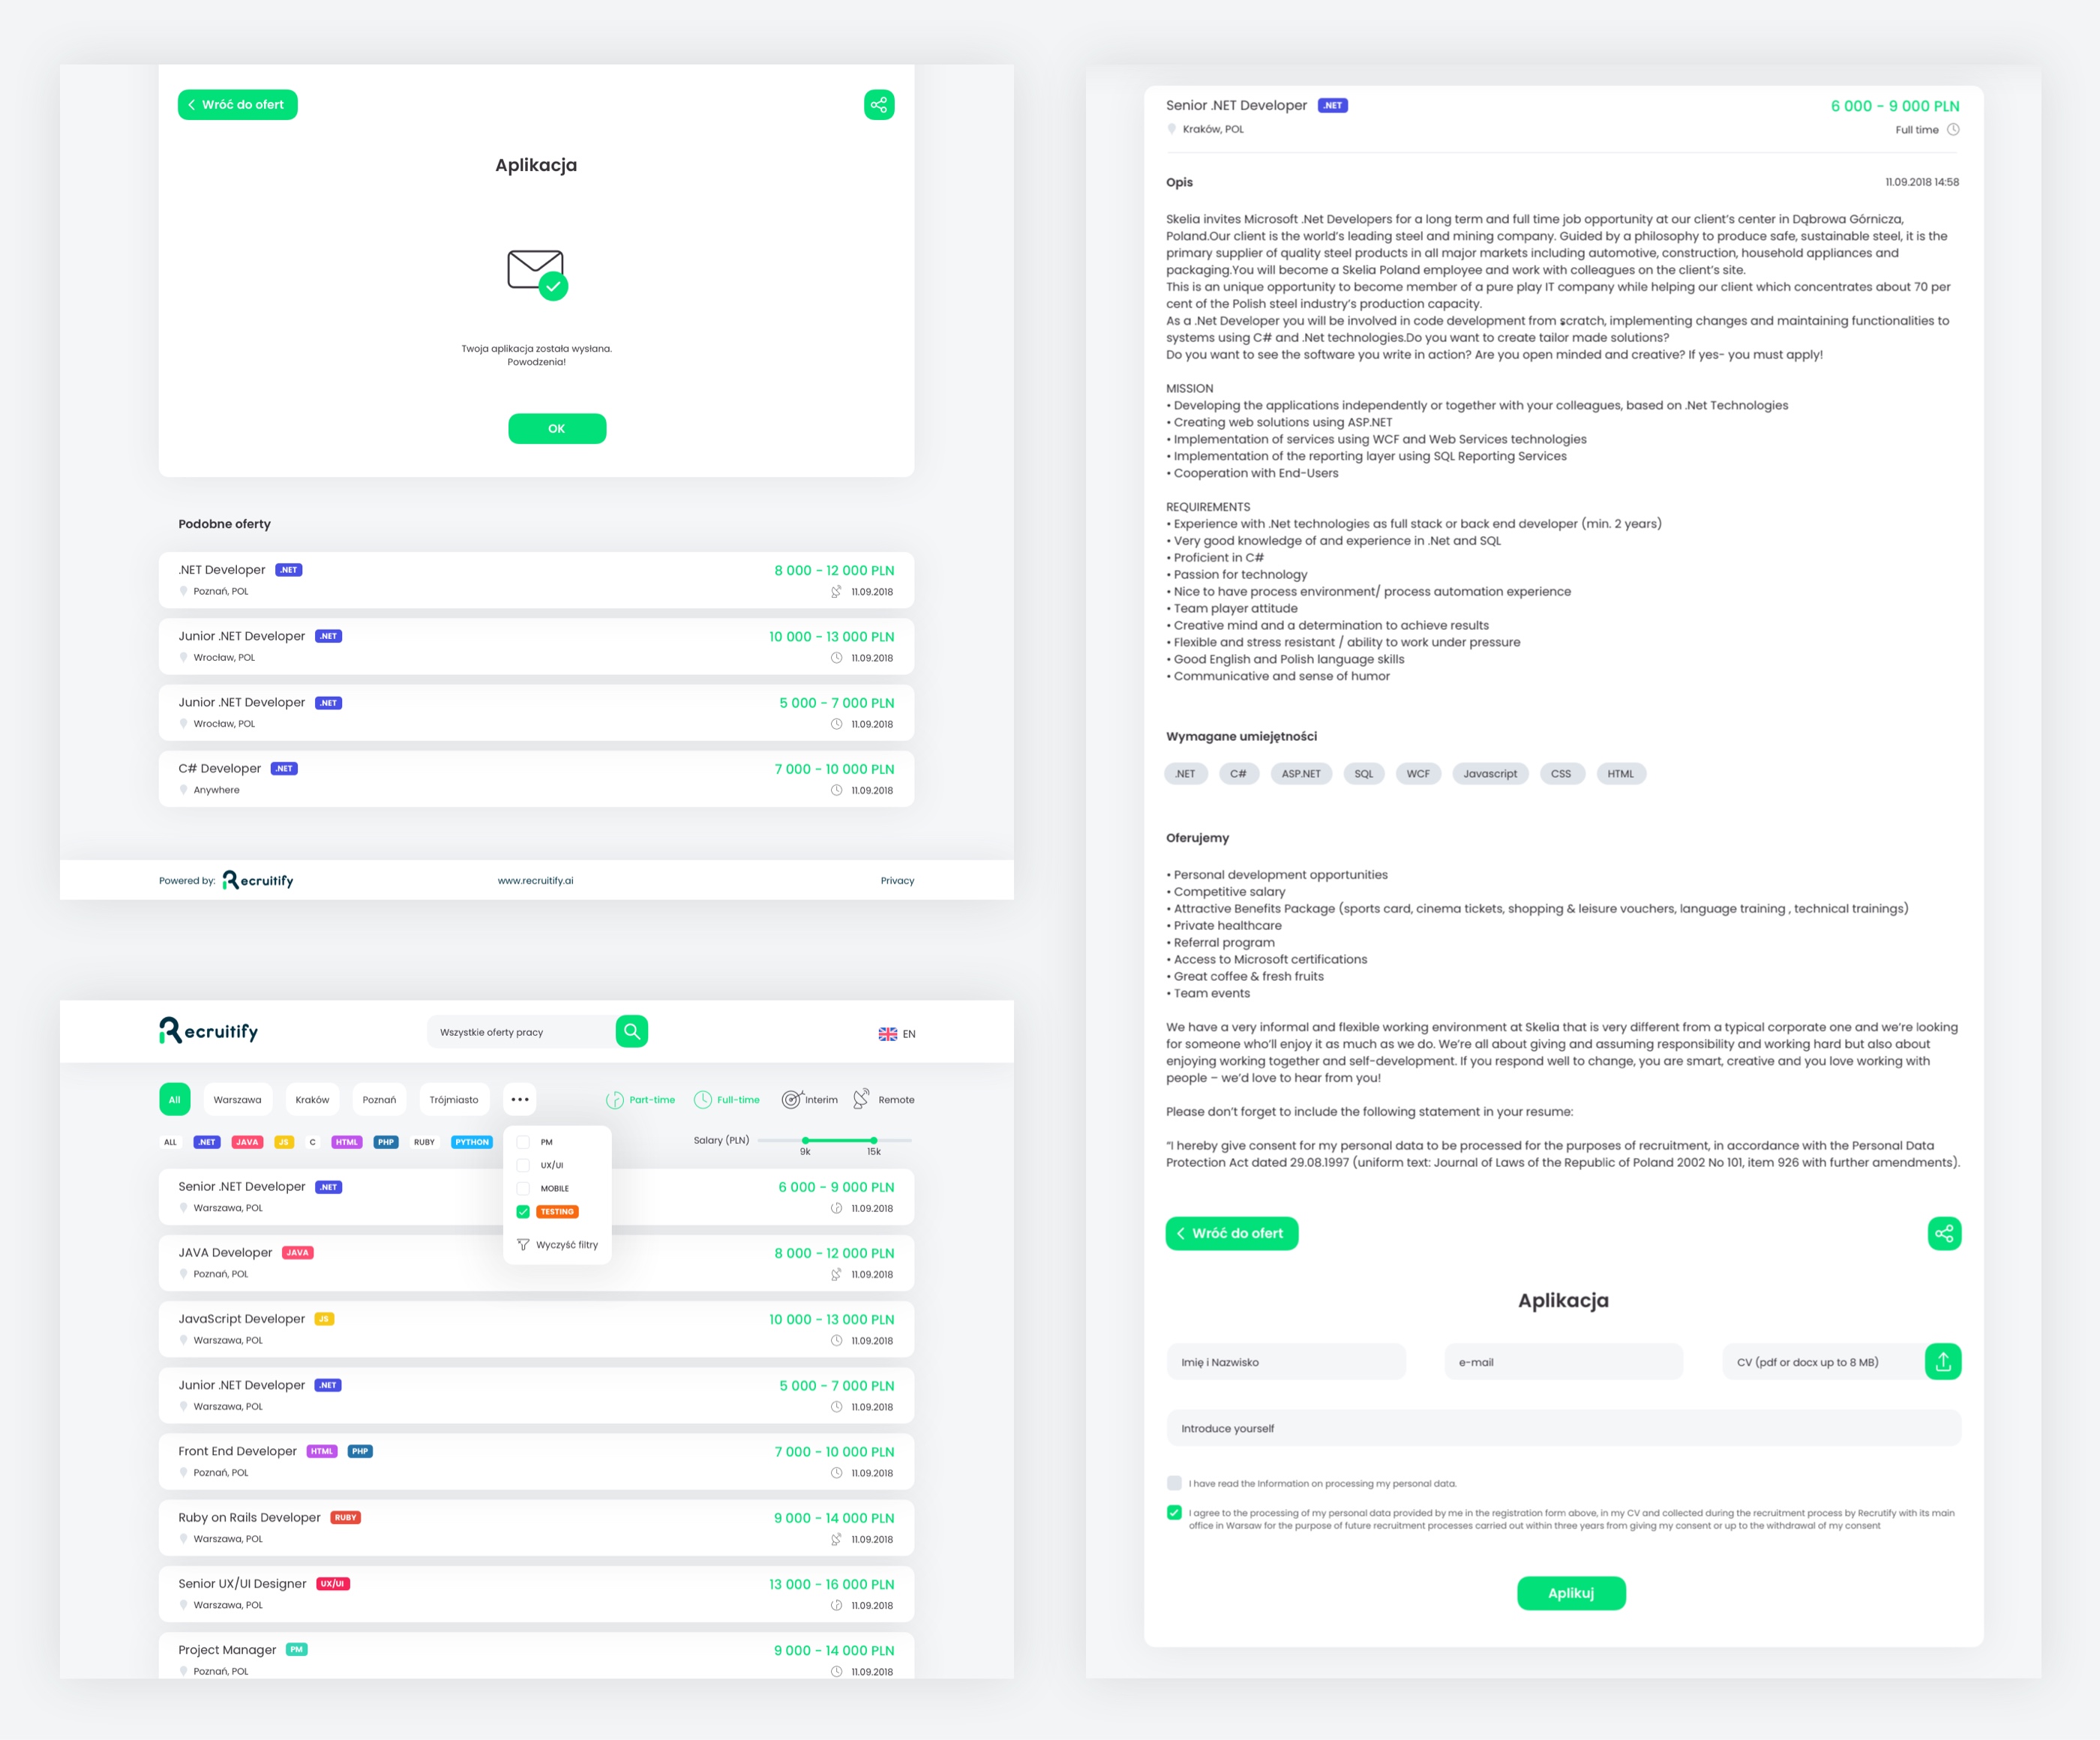 Wróć do ofert
Aplikacja
Twoja aplikacja została wysłana.
Powodzenia!
OK
Podobne oferty
.NET Developer .NET 8 000 - 12 000 PLN
Poznań, POL 11.09.2018
Junior .NET Developer .NET 10 000 - 13 000 PLN
Wrocław, POL 11.09.2018
Junior .NET Developer .NET 5 000 - 7 000 PLN
Wrocław, POL 11.09.2018
C# Developer .NET 7 000 - 10 000 PLN
Anywhere 11.09.2018
Powered by: Recruitify www.recruitify.ai Privacy
Recruitify Wszystkie oferty pracy EN
All Warszawa Kraków Poznań Trójmiasto ••• Part-time Full-time Interim Remote
ALL .NET JAVA JS C HTML PHP RUBY PYTHON Salary (PLN)
9k 15k
PM
UX/UI
MOBILE
TESTING
Wyczyść filtry
Senior .NET Developer .NET 6 000 - 9 000 PLN
Warszawa, POL 11.09.2018
JAVA Developer JAVA 8 000 - 12 000 PLN
Poznań, POL 11.09.2018
JavaScript Developer JS 10 000 - 13 000 PLN
Warszawa, POL 11.09.2018
Junior .NET Developer .NET 5 000 - 7 000 PLN
Warszawa, POL 11.09.2018
Front End Developer HTML PHP 7 000 - 10 000 PLN
Poznań, POL 11.09.2018
Ruby on Rails Developer RUBY 9 000 - 14 000 PLN
Warszawa, POL 11.09.2018
Senior UX/UI Designer UX/UI 13 000 - 16 000 PLN
Warszawa, POL 11.09.2018
Project Manager PM 9 000 - 14 000 PLN
Poznań, POL 11.09.2018
Senior .NET Developer .NET 6 000 - 9 000 PLN
Kraków, POL Full time
Opis 11.09.2018 14:58
Skelia invites Microsoft .Net Developers for a long term and full time job opportunity at our client's center in Dąbrowa Górnicza,
Poland.Our client is the world's leading steel and mining company. Guided by a philosophy to produce safe, sustainable steel, it is the
primary supplier of quality steel products in all major markets including automotive, construction, household appliances and
packaging.You will become a Skelia Poland employee and work with colleagues on the client's site.
This is an unique opportunity to become member of a pure play IT company while helping our client which concentrates about 70 per
cent of the Polish steel industry's production capacity.
As a .Net Developer you will be involved in code development from scratch, implementing changes and maintaining functionalities to
systems using C# and .Net technologies.Do you want to create tailor made solutions?
Do you want to see the software you write in action? Are you open minded and creative? If yes- you must apply!
MISSION
• Developing the applications independently or together with your colleagues, based on .Net Technologies
• Creating web solutions using ASP.NET
• Implementation of services using WCF and Web Services technologies
• Implementation of the reporting layer using SQL Reporting Services
• Cooperation with End-Users
REQUIREMENTS
• Experience with .Net technologies as full stack or back end developer (min. 2 years)
• Very good knowledge of and experience in .Net and SQL
• Proficient in C#
• Passion for technology
• Nice to have process environment/ process automation experience
• Team player attitude
• Creative mind and a determination to achieve results
• Flexible and stress resistant / ability to work under pressure
• Good English and Polish language skills
• Communicative and sense of humor
Wymagane umiejętności
.NET C# ASP.NET SQL WCF Javascript CSS HTML
Oferujemy
• Personal development opportunities
• Competitive salary
• Attractive Benefits Package (sports card, cinema tickets, shopping & leisure vouchers, language training , technical trainings)
• Private healthcare
• Referral program
• Access to Microsoft certifications
• Great coffee & fresh fruits
• Team events
We have a very informal and flexible working environment at Skelia that is very different from a typical corporate one and we're looking
for someone who'll enjoy it as much as we do. We're all about giving and assuming responsibility and working hard but also about
enjoying working together and self-development. If you respond well to change, you are smart, creative and you love working with
people – we'd love to hear from you!
Please don't forget to include the following statement in your resume:
"I hereby give consent for my personal data to be processed for the purposes of recruitment, in accordance with the Personal Data
Protection Act dated 29.08.1997 (uniform text: Journal of Laws of the Republic of Poland 2002 No 101, item 926 with further amendments).
Wróć do ofert
Aplikacja
Imię i Nazwisko e-mail CV (pdf or docx up to 8 MB)
Introduce yourself
I have read the Information on processing my personal data.
I agree to the processing of my personal data provided by me in the registration form above, in my CV and collected during the recruitment process by Recrutify with its main
office in Warsaw for the purpose of future recruitment processes carried out within three years from giving my consent or up to the withdrawal of my consent
Aplikuj